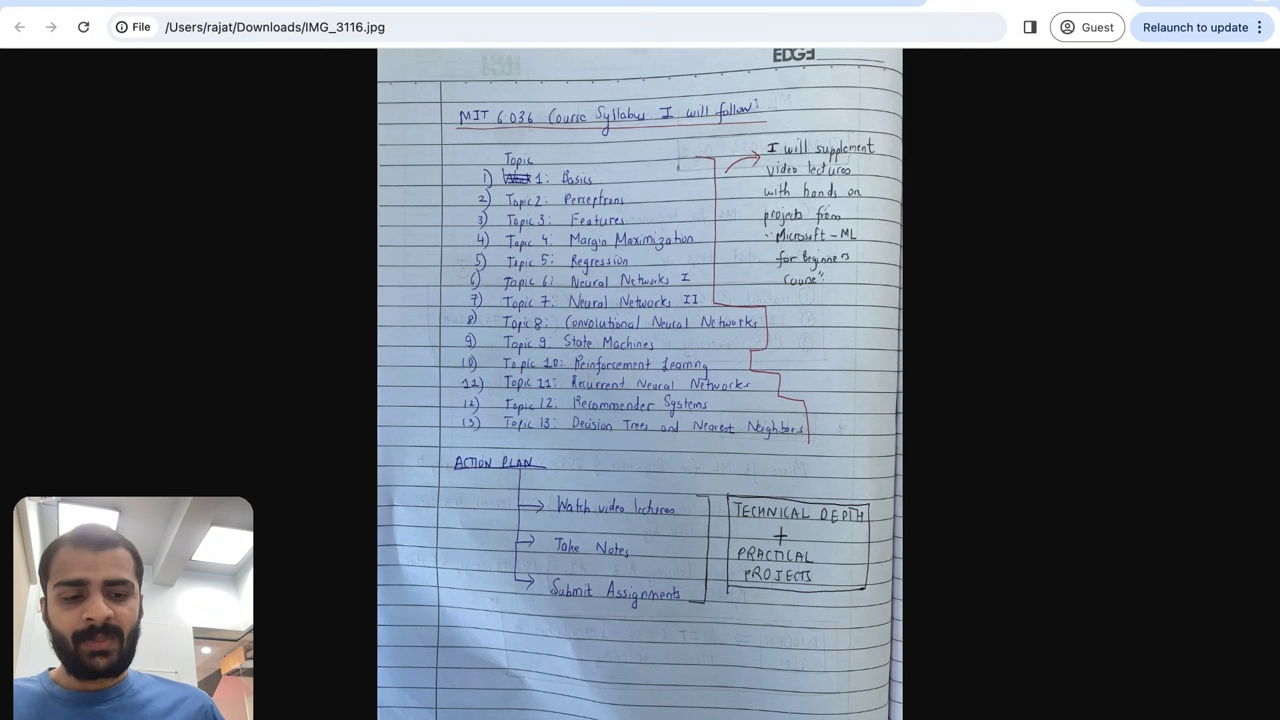 File
/Users/rajat/Downloads/IMG_3116.jpg
Guest
Relaunch to update
EDGE
MIT 6.036 Course Syllabus I will follow:
Topic
1) 1: Basics
2) Topic 2: Perceptrons
3) Topic 3: Features
4) Topic 4: Margin Maximization
5) Topic 5: Regression
6) Topic 6: Neural Networks I
7) Topic 7: Neural Networks II
8) Topic 8: Convolutional Neural Networks
9) Topic 9: State Machines
10) Topic 10: Reinforcement Learning
11) Topic 11: Recurrent Neural Networks
12) Topic 12: Recommender Systems
13) Topic 13: Decision Trees and Nearest Neighbors
I will supplement
video lectures
with hands on
projects from
"Microsoft - ML
for Beginners
Course"
ACTION PLAN
Watch video lectures
Take Notes
Submit Assignments
TECHNICAL DEPTH
+
PRACTICAL
PROJECTS